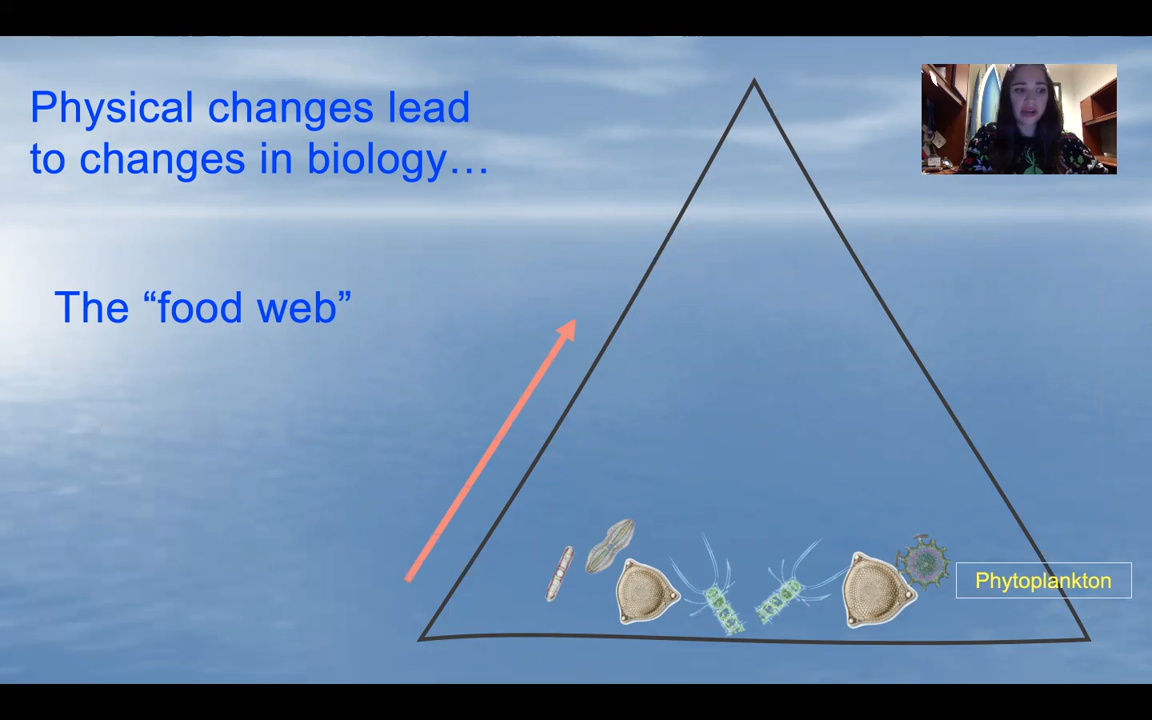 Physical changes lead
to changes in biology…
The “food web”
Phytoplankton